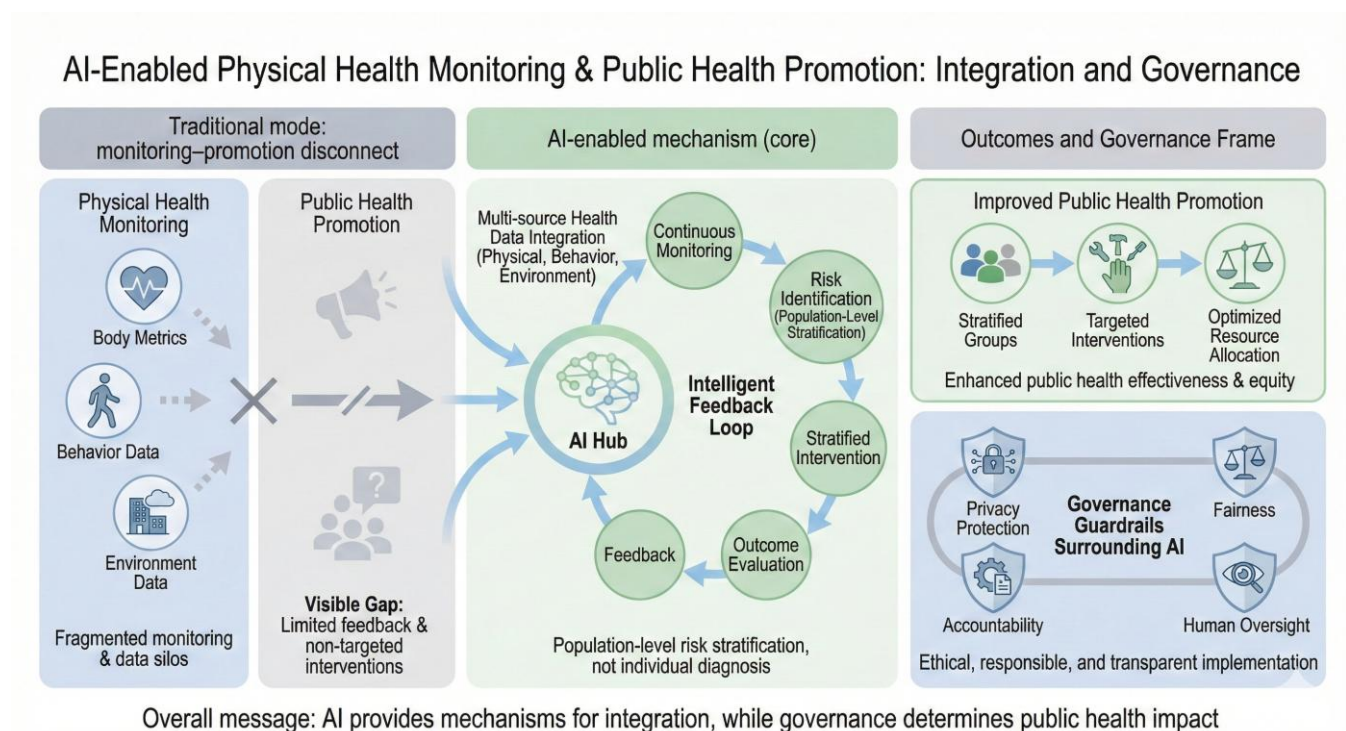 AI-Enabled Physical Health Monitoring & Public Health Promotion: Integration and Governance
Traditional mode:
monitoring–promotion disconnect
Physical Health
Monitoring
Body Metrics
Behavior Data
Environment
Data
Fragmented monitoring
& data silos
Public Health
Promotion
?
Visible Gap:
Limited feedback &
non-targeted
interventions
AI-enabled mechanism (core)
Multi-source Health
Data Integration
(Physical, Behavior,
Environment)
AI Hub
Intelligent
Feedback
Loop
Continuous
Monitoring
Risk
Identification
(Population-Level
Stratification)
Stratified
Intervention
Outcome
Evaluation
Feedback
Population-level risk stratification,
not individual diagnosis
Outcomes and Governance Frame
Improved Public Health Promotion
Stratified
Groups
Targeted
Interventions
Optimized
Resource
Allocation
Enhanced public health effectiveness & equity
Privacy
Protection
Governance
Guardrails
Surrounding AI
Fairness
Accountability
Human Oversight
Ethical, responsible, and transparent implementation
Overall message: AI provides mechanisms for integration, while governance determines public health impact